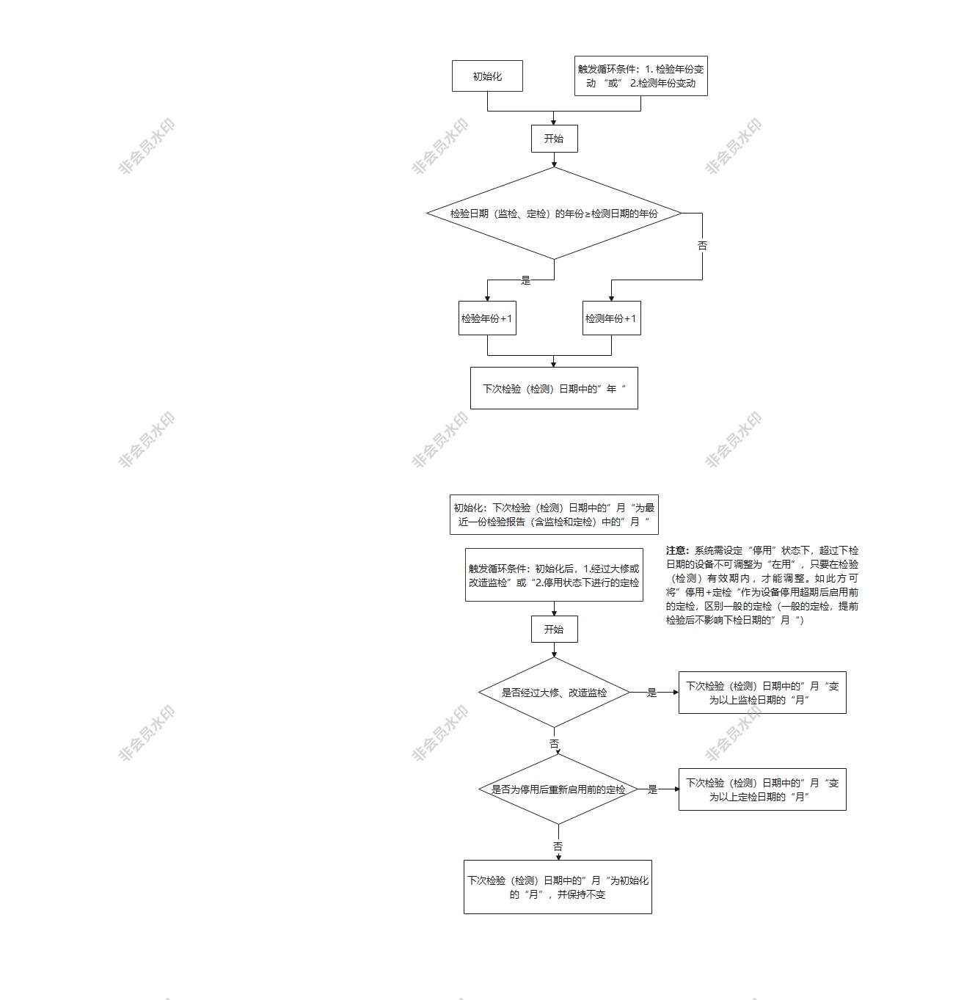 初始化
触发循环条件：1. 检验年份变
动 “或” 2.检测年份变动
非会员水印
非会员水印
非会员水印
开始
检验日期（监检、定检）的年份≥检测日期的年份
否
是
检验年份+1
检测年份+1
下次检验（检测）日期中的”年“
非会员水印
非会员水印
非会员水印
初始化：下次检验（检测）日期中的”月“为最
近一份检验报告（含监检和定检）中的”月“
触发循环条件：初始化后，1.经过大修或
改造监检”或“2.停用状态下进行的定检
注意：系统需设定“停用”状态下，超过下检
日期的设备不可调整为“在用”，只要在检验
（检测）有效期内，才能调整。如此方可
将”停用+定检“作为设备停用超期后启用前
的定检，区别一般的定检（一般的定检，提前
检验后不影响下检日期的”月“）
开始
是否经过大修、改造监检
是
下次检验（检测）日期中的”月“变
为以上监检日期的“月”
非会员水印
非会员水印
非会员水印
否
是否为停用后重新启用前的定检
是
下次检验（检测）日期中的”月“变
为以上定检日期的“月”
否
下次检验（检测）日期中的”月“为初始化
的“月”，并保持不变